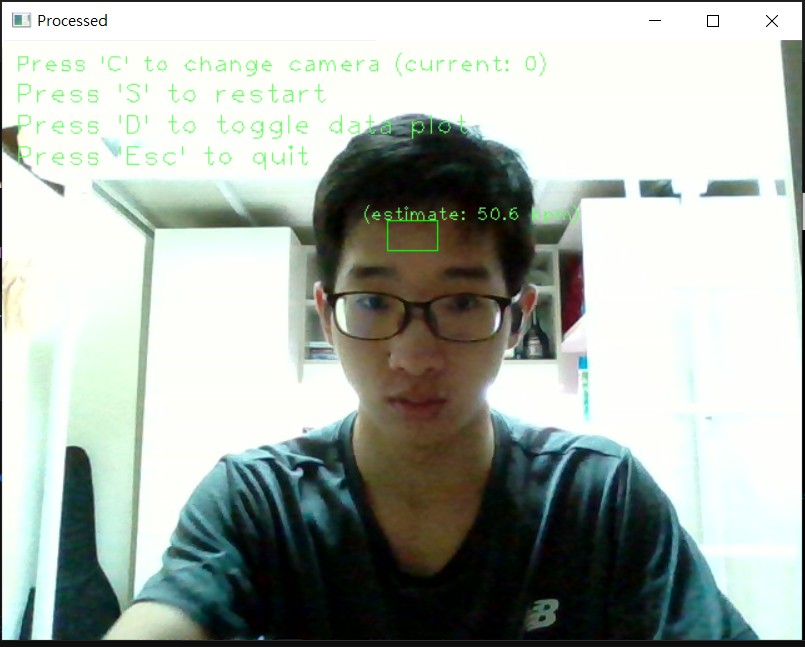 Processed
Press 'C' to change camera (current: 0)
Press 'S' to restart
Press 'D' to toggle data plot
Press 'Esc' to quit
(estimate: 50.6 bpm)